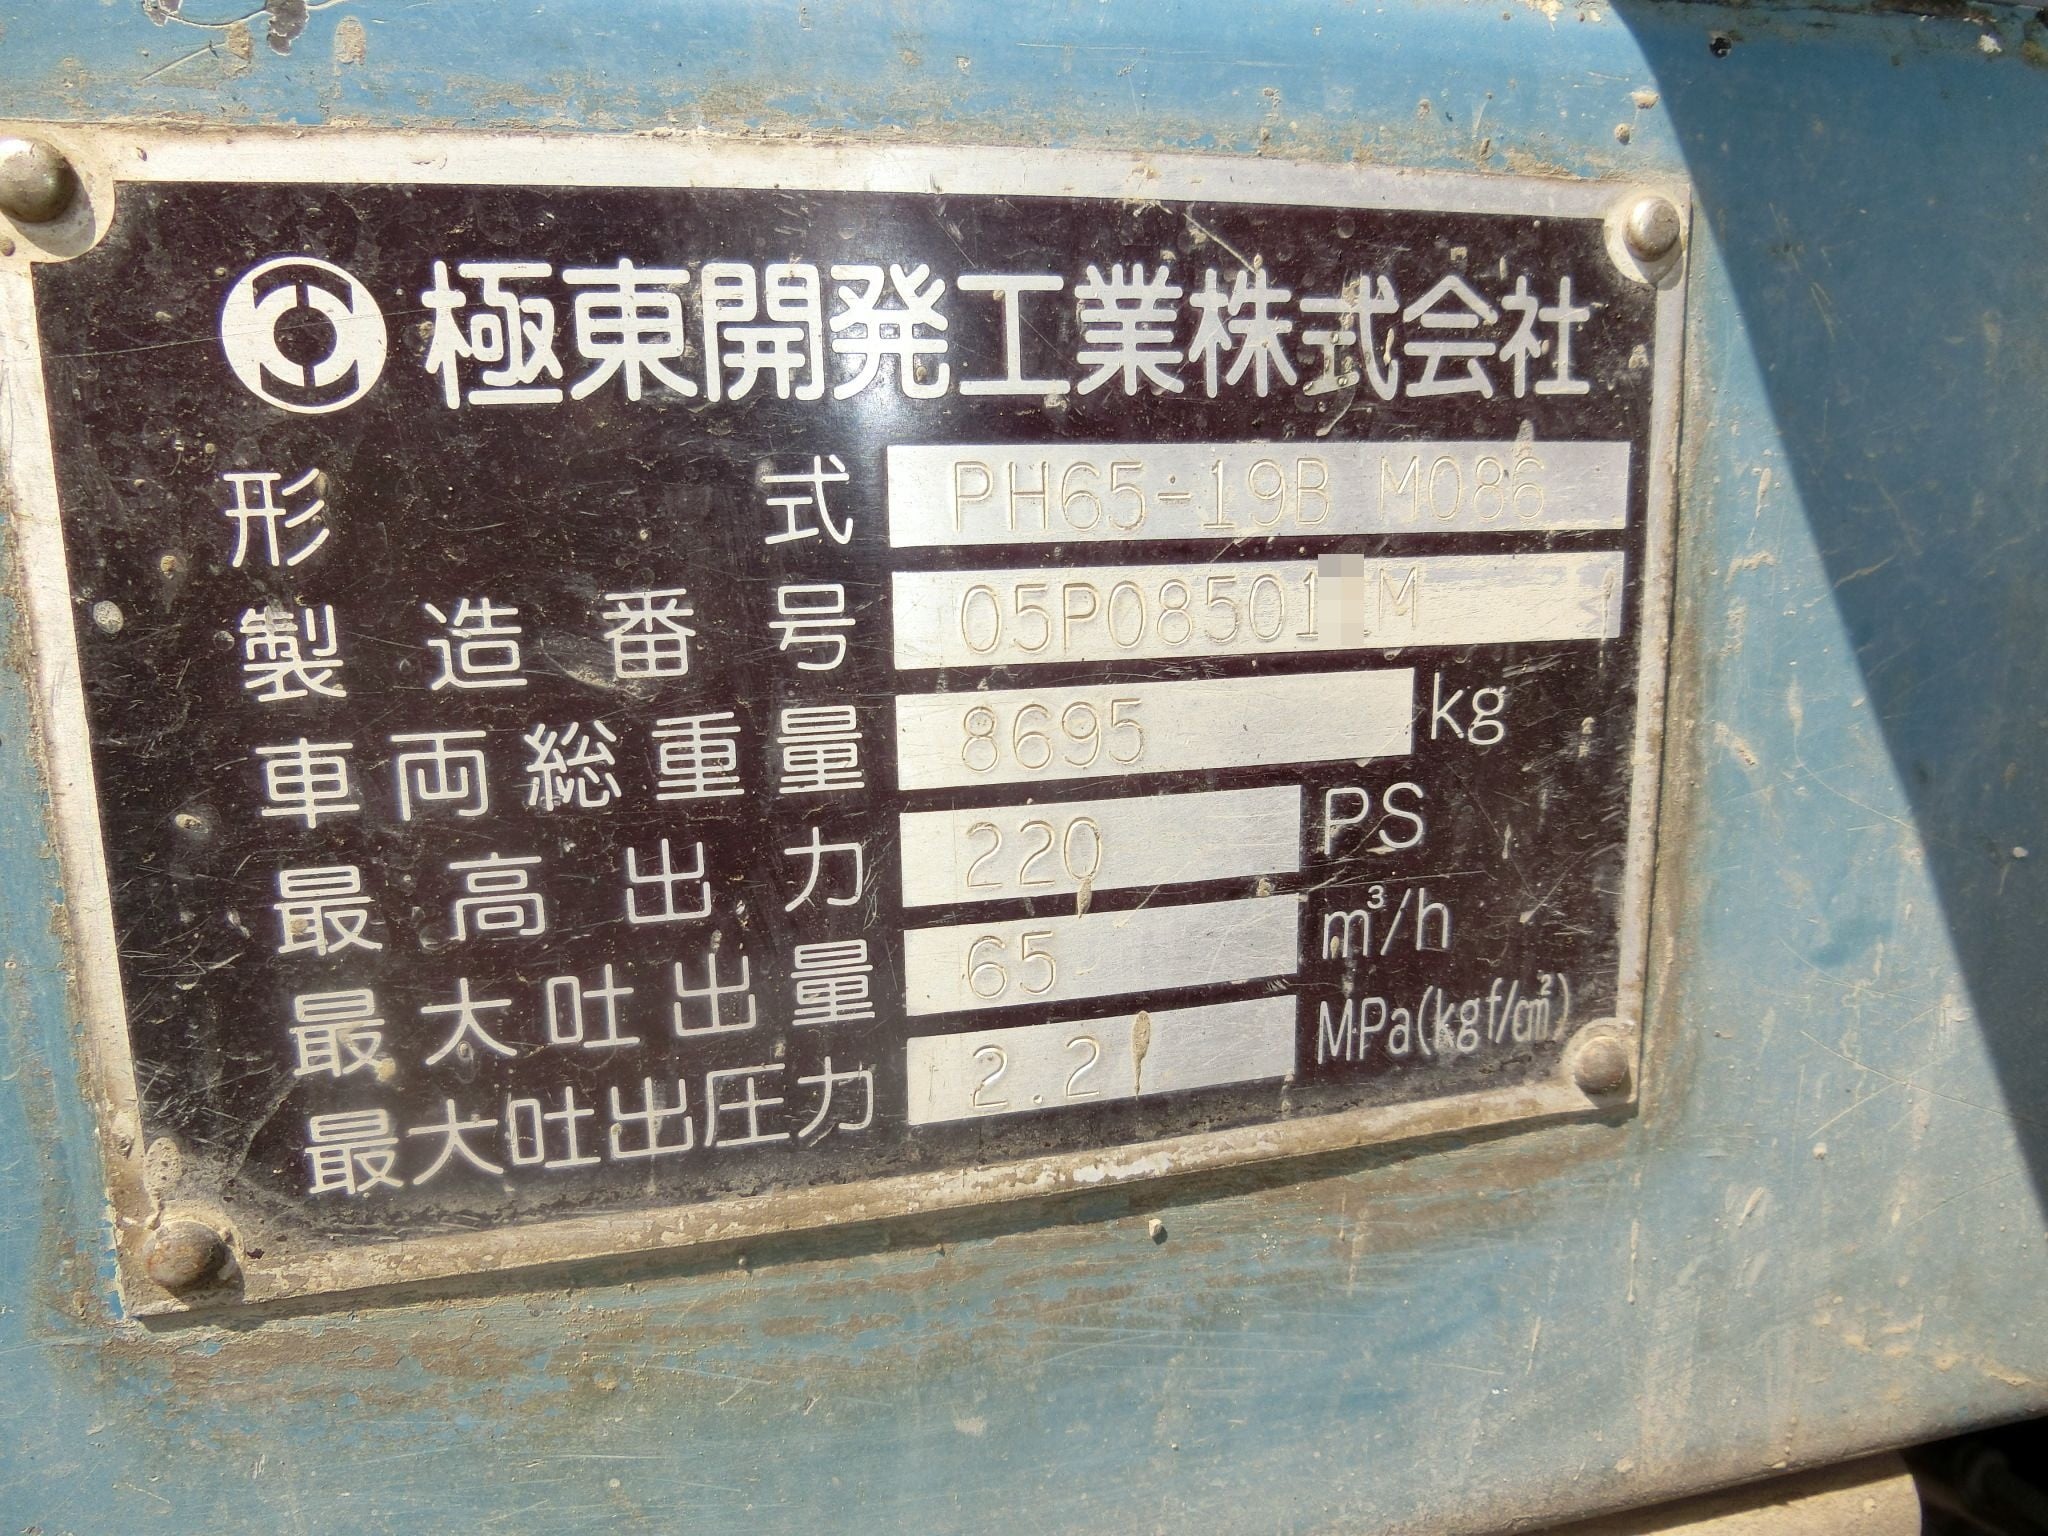 極東開発工業株式会社
形式 PH65-19B M086
製造番号 05P08501 M
車両総重量 8695 kg
最高出力 220 PS
最大吐出量 65 m³/h
最大吐出圧力 2.2 MPa(kgf/cm²)